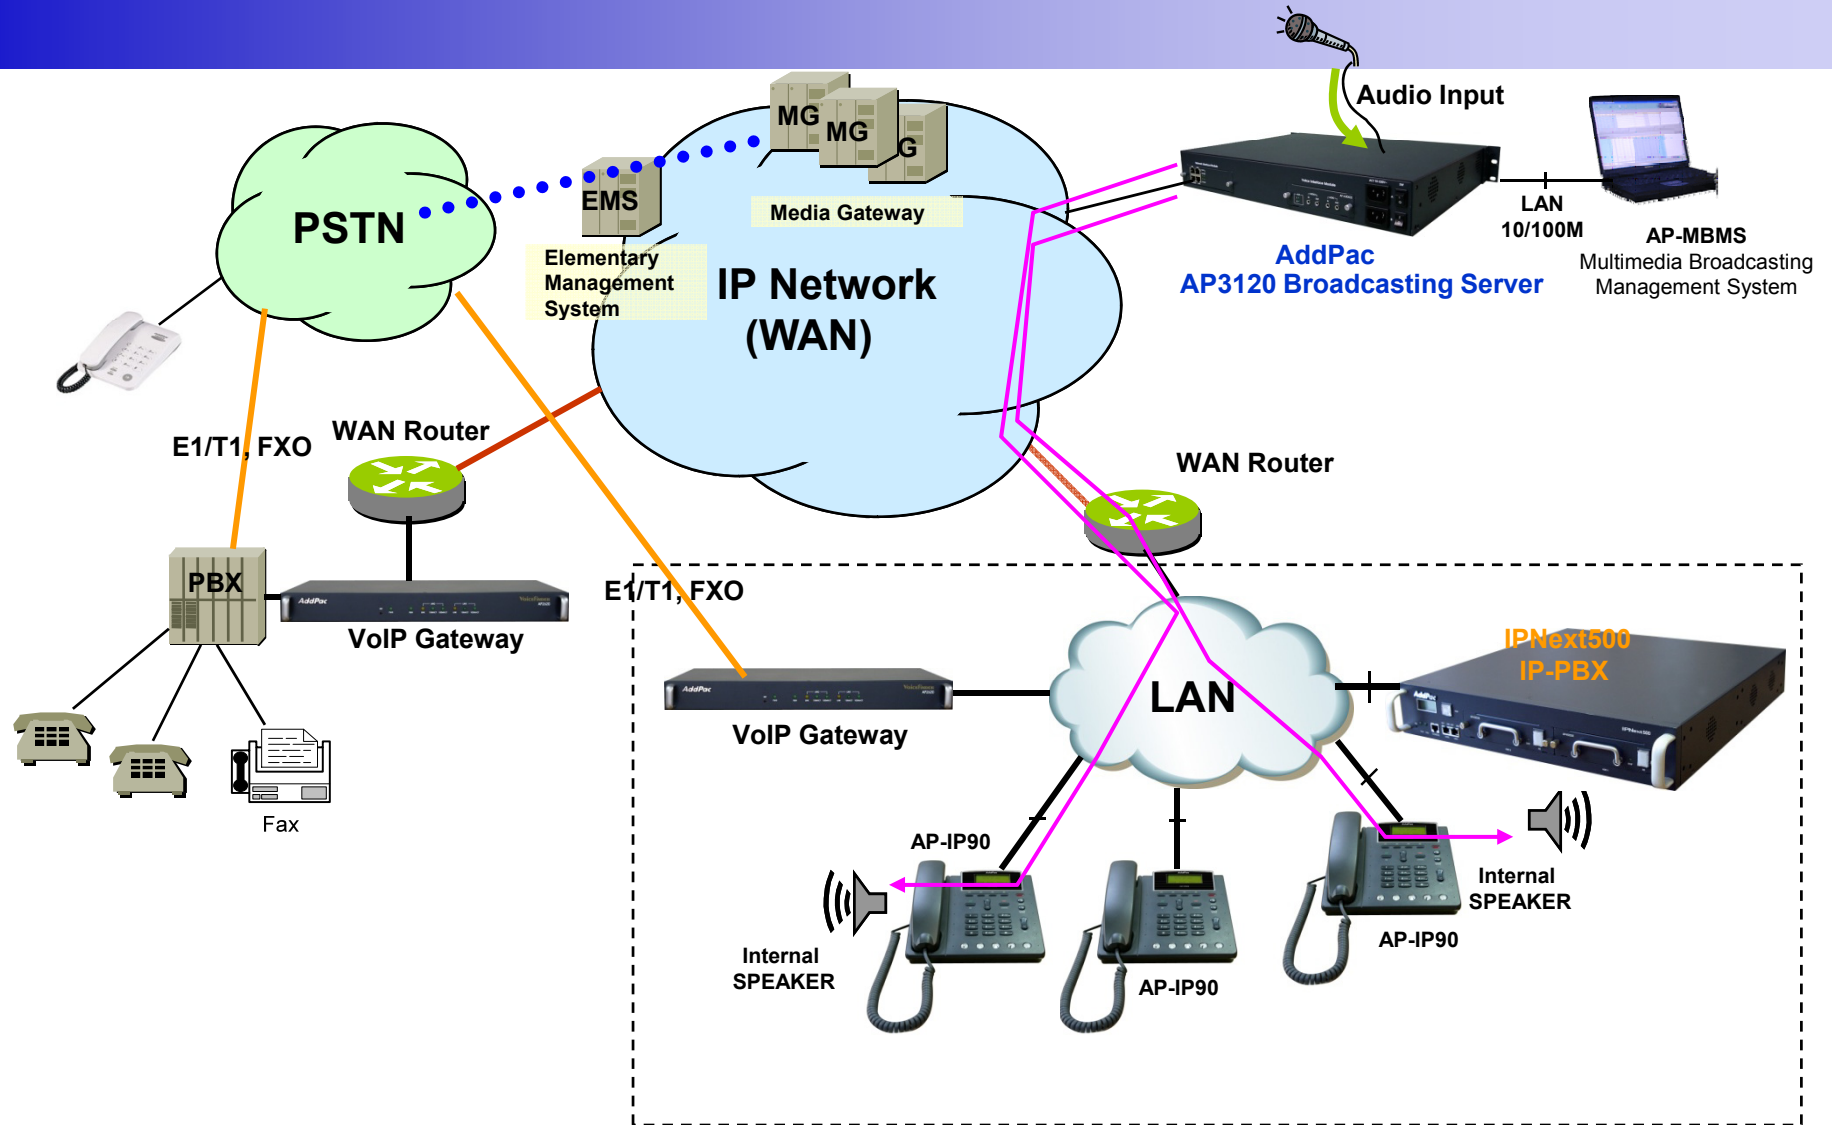 Audio Input
MG
MG
G
EMS
PSTN
Media Gateway
LAN
10/100M
AP-MBMS
Multimedia Broadcasting
Management System
AddPac
AP3120 Broadcasting Server
Elementary
Management
System
IP Network
(WAN)
WAN Router
E1/T1, FXO
WAN Router
PBX
AddPac
VoIP Gateway
E1/T1, FXO
IPNext500
IP-PBX
AddPac
AddPac
LAN
VoIP Gateway
Fax
AP-IP90
Internal
SPEAKER
Internal
SPEAKER
AP-IP90
AP-IP90